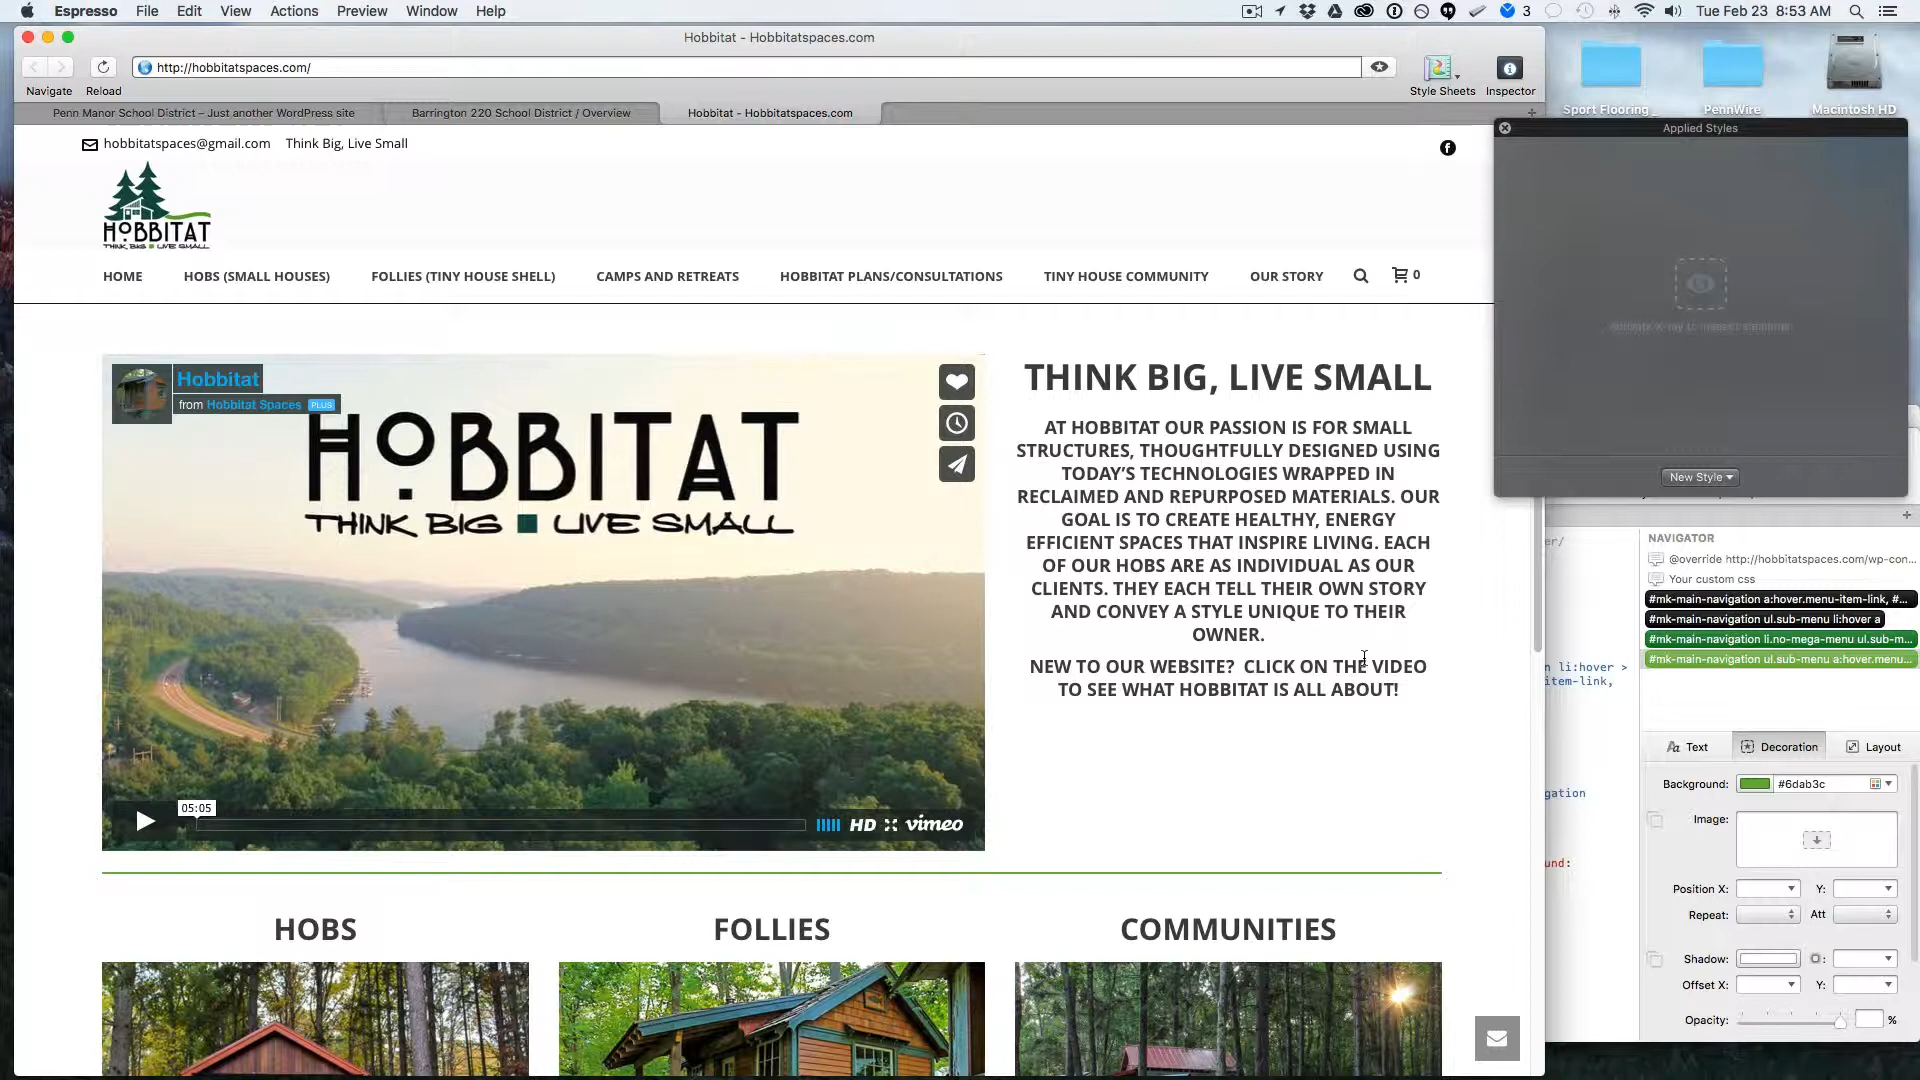 Espresso File Edit View Actions Preview Window Help
3 Tue Feb 23 8:53 AM
Hobbitat - Hobbitatspaces.com
http://hobbitatspaces.com/
Navigate Reload Style Sheets Inspector
Sport Flooring PennWire Macintosh HD
Penn Manor School District – Just another WordPress site Barrington 220 School District / Overview Hobbitat - Hobbitatspaces.com
Applied Styles
hobbitatspaces@gmail.com Think Big, Live Small
HOBBITAT
THINK BIG LIVE SMALL
HOME HOBS (SMALL HOUSES) FOLLIES (TINY HOUSE SHELL) CAMPS AND RETREATS HOBBITAT PLANS/CONSULTATIONS TINY HOUSE COMMUNITY OUR STORY 0
Activate X-ray to inspect
New Style
Hobbitat
from Hobbitat Spaces PLUS
HOBBITAT
THINK BIG LIVE SMALL
05:05
HD vimeo
THINK BIG, LIVE SMALL
AT HOBBITAT OUR PASSION IS FOR SMALL
STRUCTURES, THOUGHTFULLY DESIGNED USING
TODAY’S TECHNOLOGIES WRAPPED IN
RECLAIMED AND REPURPOSED MATERIALS. OUR
GOAL IS TO CREATE HEALTHY, ENERGY
EFFICIENT SPACES THAT INSPIRE LIVING. EACH
OF OUR HOBS ARE AS INDIVIDUAL AS OUR
CLIENTS. THEY EACH TELL THEIR OWN STORY
AND CONVEY A STYLE UNIQUE TO THEIR
OWNER.
NEW TO OUR WEBSITE? CLICK ON THE VIDEO
TO SEE WHAT HOBBITAT IS ALL ABOUT!
HOBS FOLLIES COMMUNITIES
er/
n li:hover >
item-link,
gation
und:
NAVIGATOR
@override http://hobbitatspaces.com/wp-con...
Your custom css
#mk-main-navigation a:hover.menu-item-link, #...
#mk-main-navigation ul.sub-menu li:hover a
#mk-main-navigation li.no-mega-menu ul.sub-m...
#mk-main-navigation ul.sub-menu a:hover.menu...
Aa Text Decoration Layout
Background: #6dab3c
Image:
Position X: Y:
Repeat: Att
Shadow:
Offset X: Y:
Opacity: %